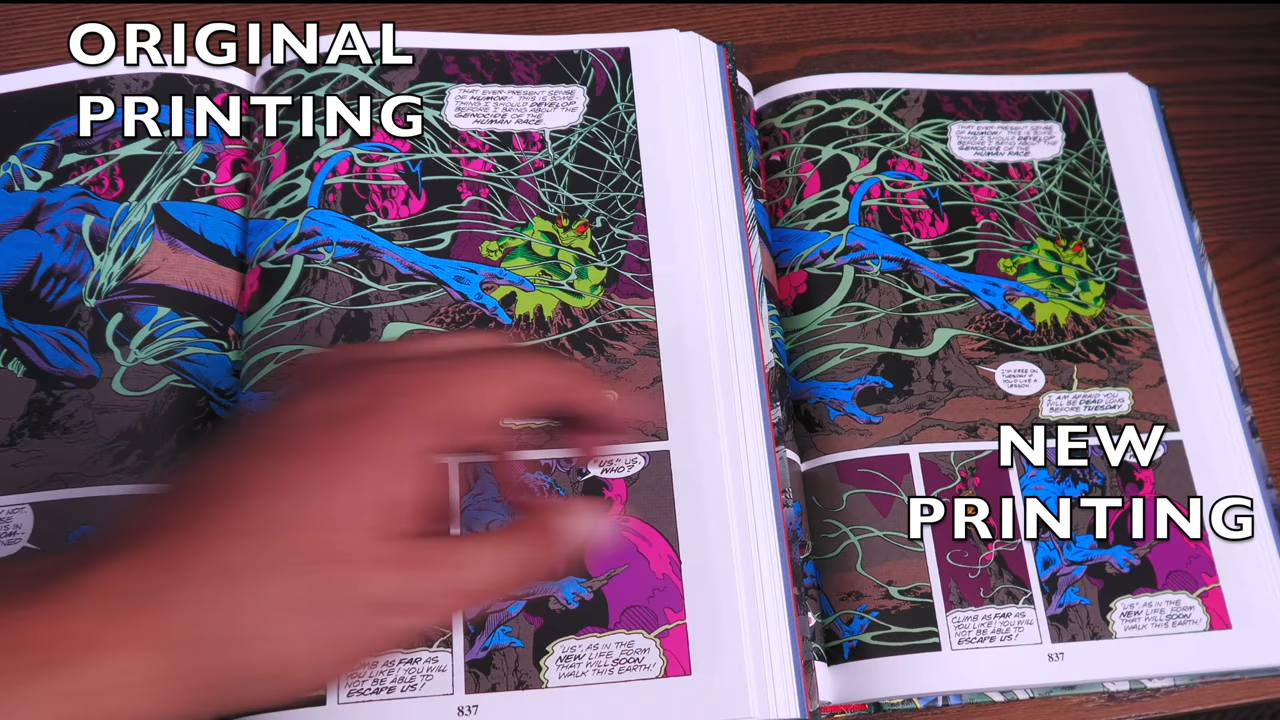 ORIGINAL
PRINTING
THAT EVER-PRESENT SENSE
OF HUMOR! THIS IS SOME-
THING I SHOULD DEVELOP
BEFORE I BRING ABOUT THE
GENOCIDE OF THE
HUMAN RACE
"US." US,
WHO?
"US", AS IN THE
NEW LIFE FORM
THAT WILL SOON
WALK THIS EARTH!
AS FAR AS
YOU LIKE! YOU WILL
NOT BE ABLE TO
ESCAPE US!
837
THAT EVER-PRESENT SENSE
OF HUMOR! THIS IS SOME-
THING I SHOULD DEVELOP
BEFORE I BRING ABOUT THE
GENOCIDE OF THE
HUMAN RACE
I'M FREE ON
TUESDAY IF
YOU'D LIKE A
LESSON.
I AM AFRAID YOU
WILL BE DEAD LONG
BEFORE TUESDAY
NEW
PRINTING
CLIMB AS FAR AS
YOU LIKE! YOU WILL
NOT BE ABLE TO
ESCAPE US!
"US", AS IN THE
NEW LIFE FORM
THAT WILL SOON
WALK THIS EARTH!
837